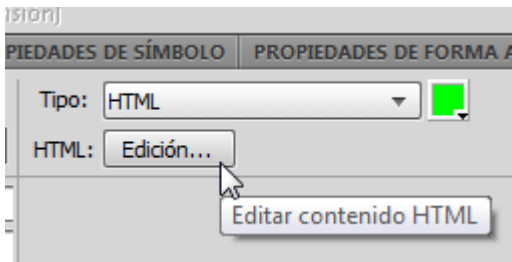 PIEDADES DE SÍMBOLO PROPIEDADES DE FORMA A
Tipo: HTML
HTML: Edición...
Editar contenido HTML